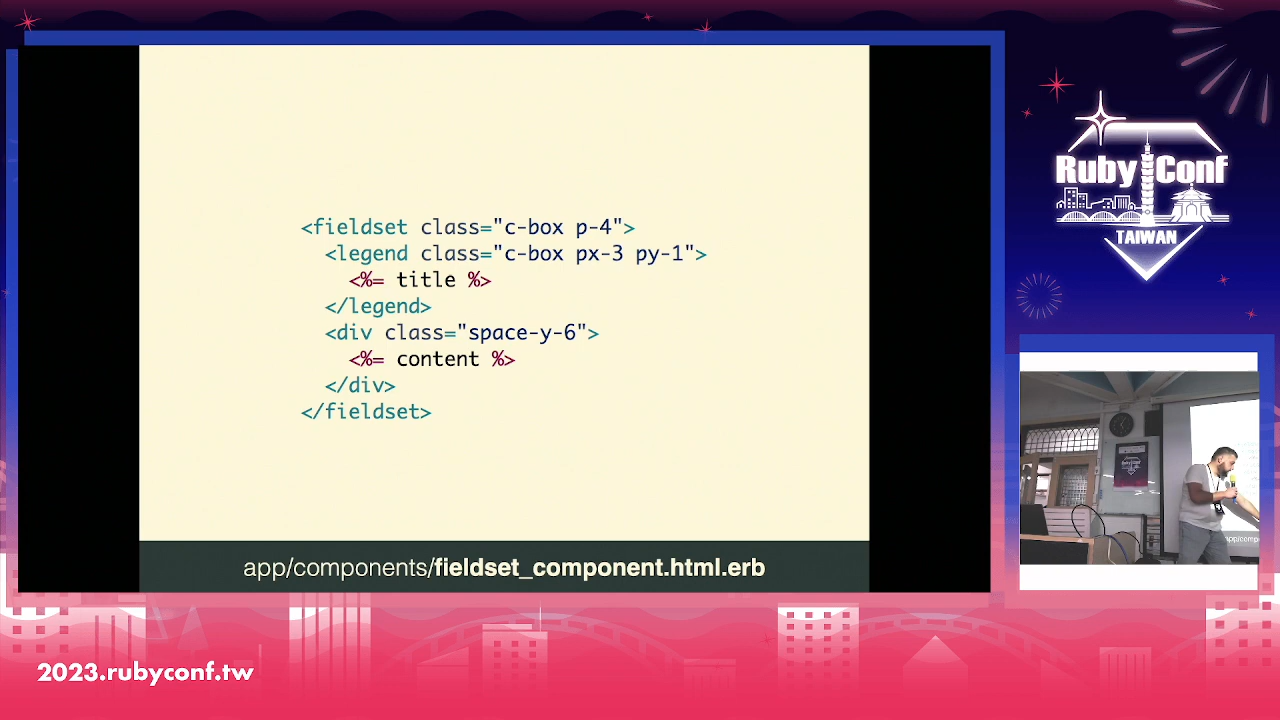 <fieldset class="c-box p-4">
  <legend class="c-box px-3 py-1">
    <%= title %>
  </legend>
  <div class="space-y-6">
    <%= content %>
  </div>
</fieldset>
app/components/fieldset_component.html.erb
RubyConf
TAIWAN
2023.rubyconf.tw